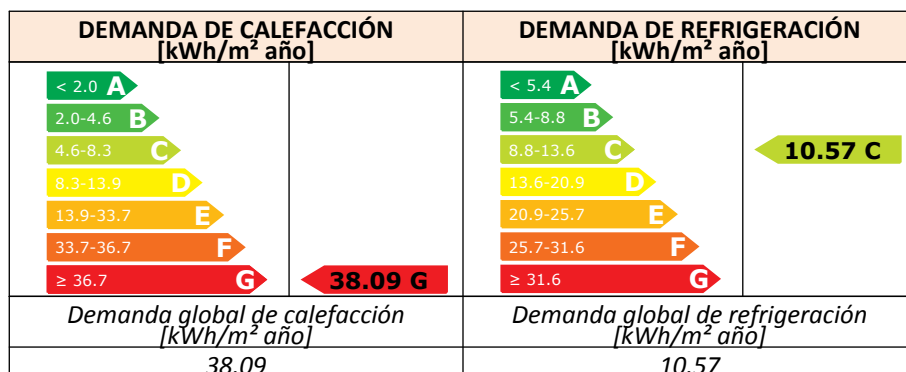 DEMANDA DE CALEFACCIÓN
[kWh/m² año]
DEMANDA DE REFRIGERACIÓN
[kWh/m² año]
< 2.0 A
2.0-4.6 B
4.6-8.3 C
8.3-13.9 D
13.9-33.7 E
33.7-36.7 F
≥ 36.7 G
38.09 G
< 5.4 A
5.4-8.8 B
8.8-13.6 C
13.6-20.9 D
20.9-25.7 E
25.7-31.6 F
≥ 31.6 G
10.57 C
Demanda global de calefacción
[kWh/m² año]
Demanda global de refrigeración
[kWh/m² año]
38.09
10.57